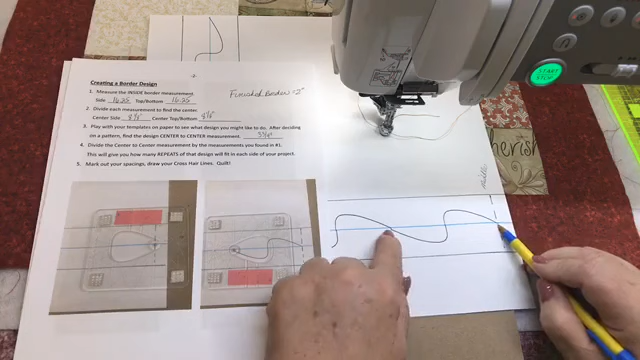 Creating a Border Design
Finished Border - 2"
1. Measure the INSIDE border measurement.
Side 16.25 Top/Bottom 16.25
2. Divide each measurement to find the center.
Center Side 8 1/8" Center Top/Bottom 8 1/8"
3. Play with your templates on paper to see what design you might like to do. After deciding
on a pattern, find the design CENTER to CENTER measurement.
4. Divide the Center to Center measurement by the measurements you found in #1.
This will give you how many REPEATS of that design will fit in each side of your project.
5. Mark out your spacings, draw your Cross Hair Lines. Quilt!
Middle
START
STOP
cherish